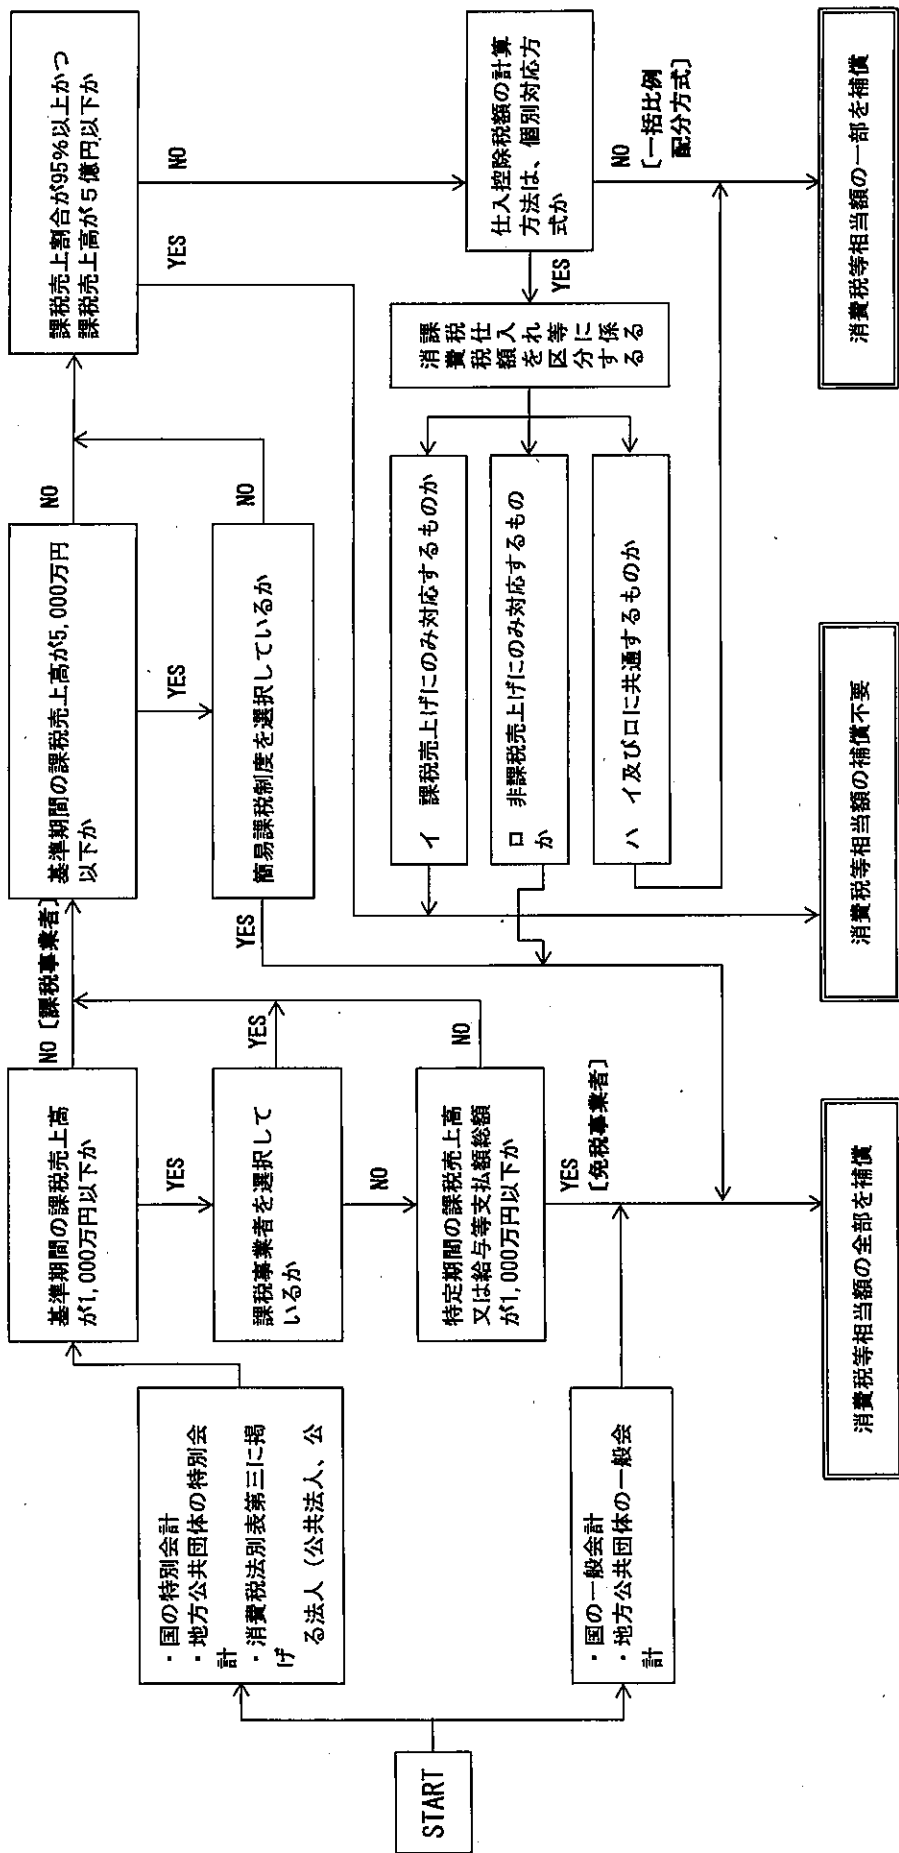 START
・国の特別会計
・地方公共団体の特別会
計
・消費税法別表第三に掲
げ
る法人（公共法人、公
・国の一般会計
・地方公共団体の一般会
計
基準期間の課税売上高
が1,000万円以下か
YES
課税事業者を選択して
いるか
NO
特定期間の課税売上高
又は給与等支払額総額
が1,000万円以下か
YES
〔免税事業者〕
NO〔課税事業者〕
YES
NO
基準期間の課税売上高が5,000万円
以下か
YES
簡易課税制度を選択しているか
YES
NO
NO
課税売上割合が95%以上かつ
課税売上高が５億円以下か
YES
NO
仕入控除税額の計算
方法は、個別対応方
式か
YES
NO
〔一括比例
配分方式〕
課税仕入れ等に係る
消費税額を区分する
イ　課税売上げにのみ対応するものか
ロ　非課税売上げにのみ対応するもの
か
ハ　イ及びロに共通するものか
消費税等相当額の全部を補償
消費税等相当額の補償不要
消費税等相当額の一部を補償